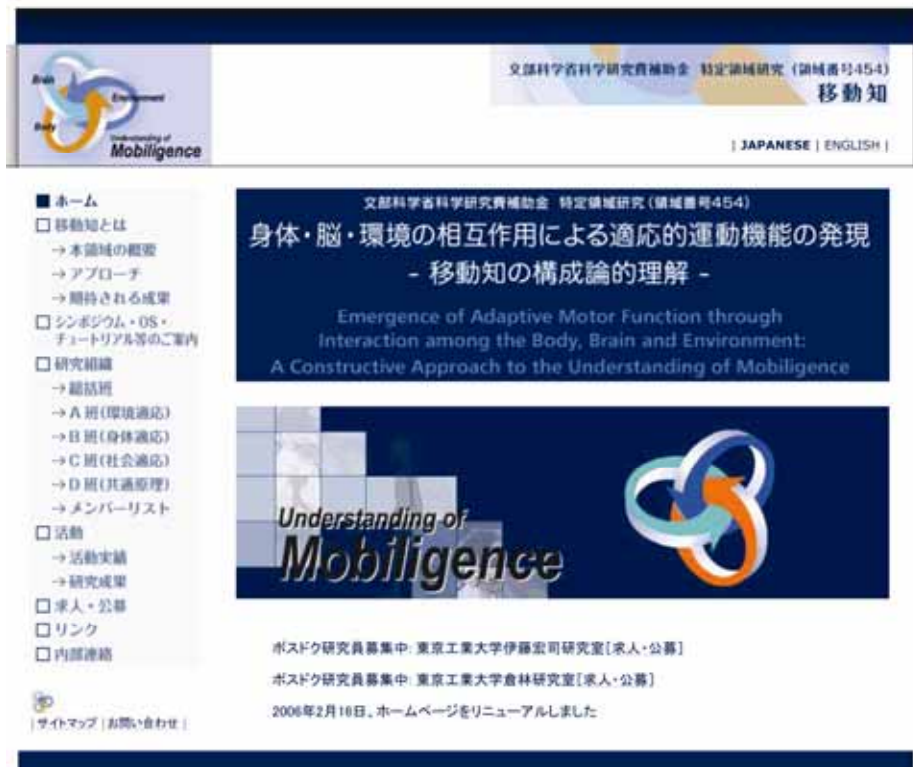 Brain
Environment
Body
Understanding of
Mobiligence
文部科学省科学研究費補助金 特定領域研究 (領域番号454)
移動知
| JAPANESE | ENGLISH |
■ ホーム
□ 移動知とは
→ 本領域の概要
→ アプローチ
→ 期待される成果
□ シンポジウム・OS・
チュートリアル等のご案内
□ 研究組織
→ 総括班
→ A 班(環境適応)
→ B 班(身体適応)
→ C 班(社会適応)
→ D 班(共通原理)
→ メンバーリスト
□ 活動
→ 活動実績
→ 研究成果
□ 求人・公募
□ リンク
□ 内部連絡
| サイトマップ | お問い合わせ |
文部科学省科学研究費補助金 特定領域研究(領域番号454)
身体・脳・環境の相互作用による適応的運動機能の発現
- 移動知の構成論的理解 -
Emergence of Adaptive Motor Function through
Interaction among the Body, Brain and Environment:
A Constructive Approach to the Understanding of Mobiligence
Understanding of
Mobiligence
ポスドク研究員募集中: 東京工業大学伊藤宏司研究室[求人・公募]
ポスドク研究員募集中: 東京工業大学倉林研究室[求人・公募]
2006年2月16日、ホームページをリニューアルしました